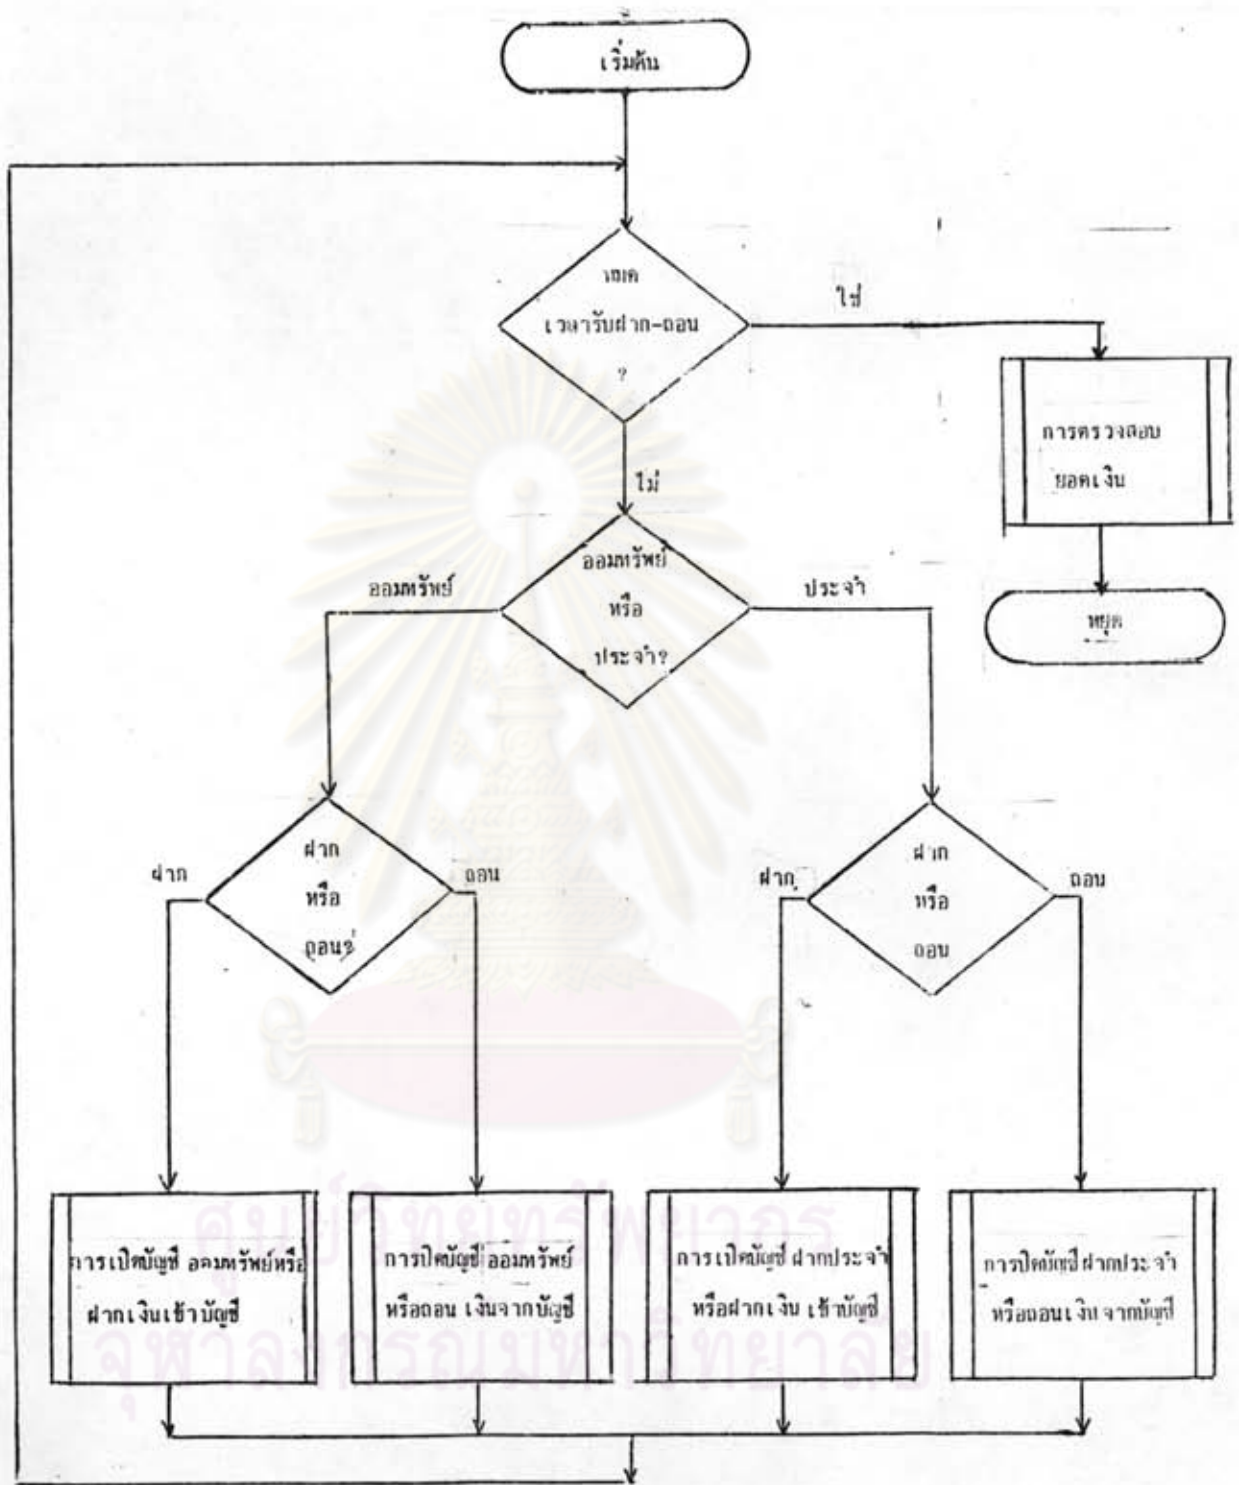 เริ่มต้น
หมด
เวลารับฝาก-ถอน
?
ใช่
การตรวจสอบ
ยอดเงิน
หยุด
ไม่
ออมทรัพย์
หรือ
ประจำ?
ออมทรัพย์
ประจำ
ฝาก
หรือ
ถอน?
ฝาก
ถอน
ฝาก
หรือ
ถอน
ฝาก
ถอน
การเปิดบัญชี ออมทรัพย์หรือ
ฝากเงินเข้าบัญชี
การปิดบัญชี ออมทรัพย์
หรือถอน เงินจากบัญชี
การเปิดบัญชี ฝากประจำ
หรือฝากเงิน เข้าบัญชี
การปิดบัญชี ฝากประจำ
หรือถอนเงิน จากบัญชี
ศูนย์วิทยทรัพยากร
จุฬาลงกรณ์มหาวิทยาลัย